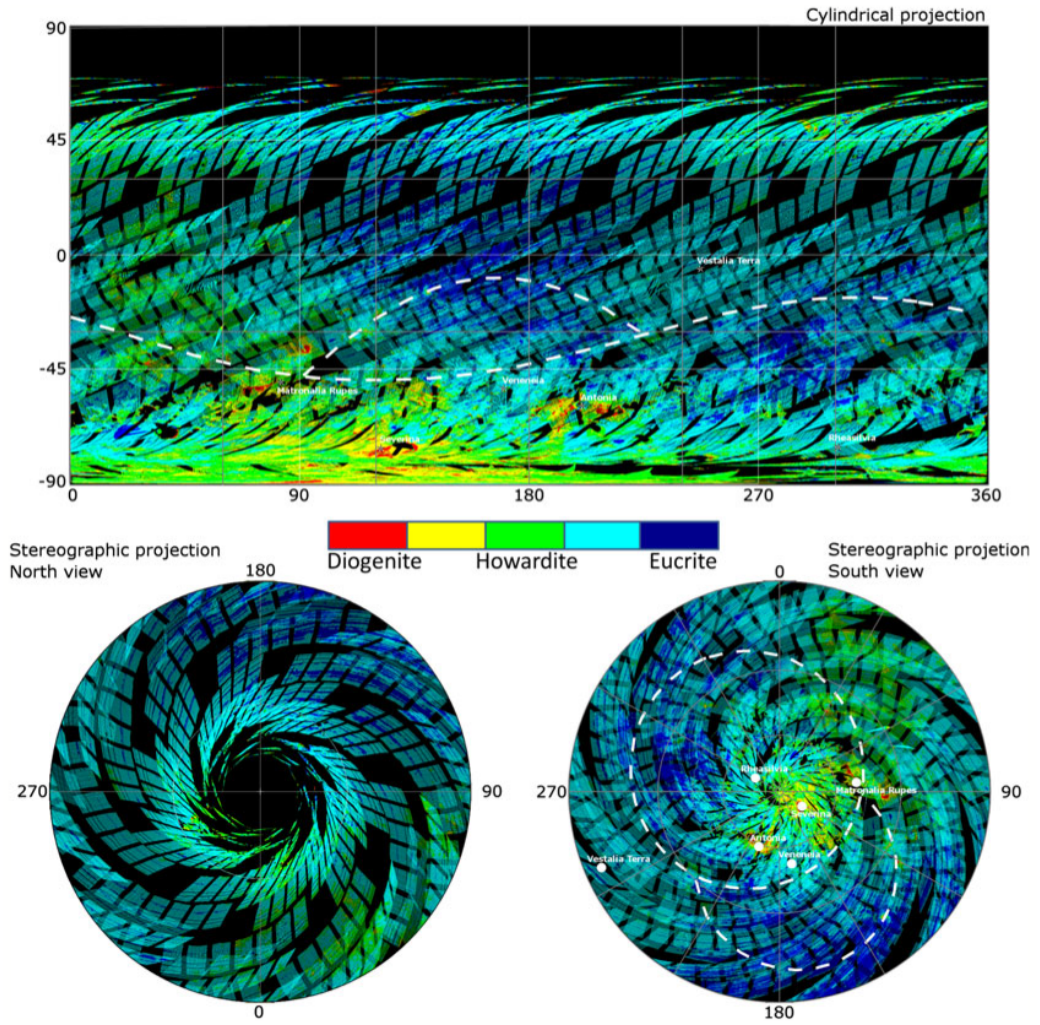 Cylindrical projection
90
45
0
-45
-90
Vestalia Terra
Matronalia Rupes
Veneneia
Antonia
Severina
Rheasilvia
0
90
180
270
360
Diogenite
Howardite
Eucrite
Stereographic projection
North view
180
270
90
0
Stereographic projetion
South view
0
270
90
180
Rheasilvia
Matronalia Rupes
Severina
Antonia
Veneneia
Vestalia Terra